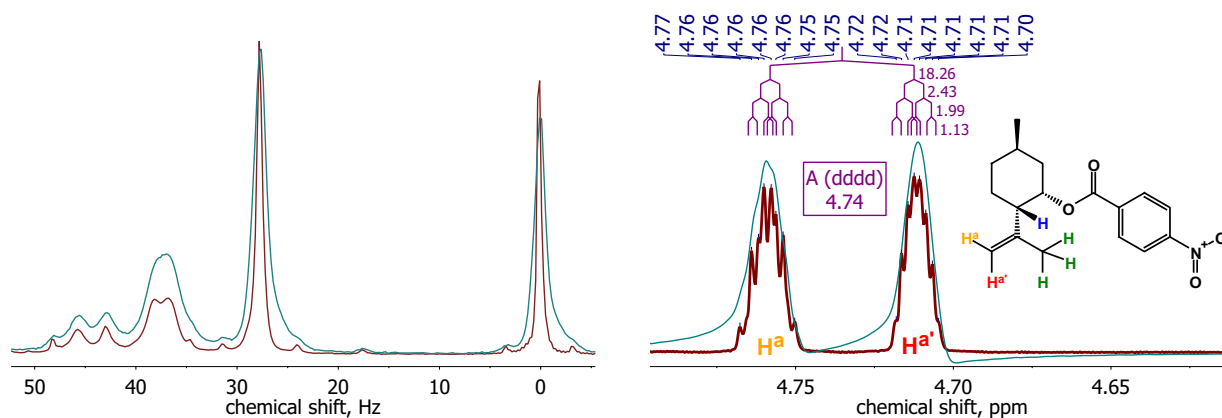 4.77
4.76
4.76
4.76
4.76
4.76
4.75
4.75
4.72
4.72
4.71
4.71
4.71
4.71
4.71
4.70
18.26
2.43
1.99
1.13
A (dddd)
4.74
O
O
N+
O-
O
H
Ha
H
H
H
Ha'
Ha
Ha'
50 40 30 20 10 0
chemical shift, Hz
4.75 4.70 4.65
chemical shift, ppm